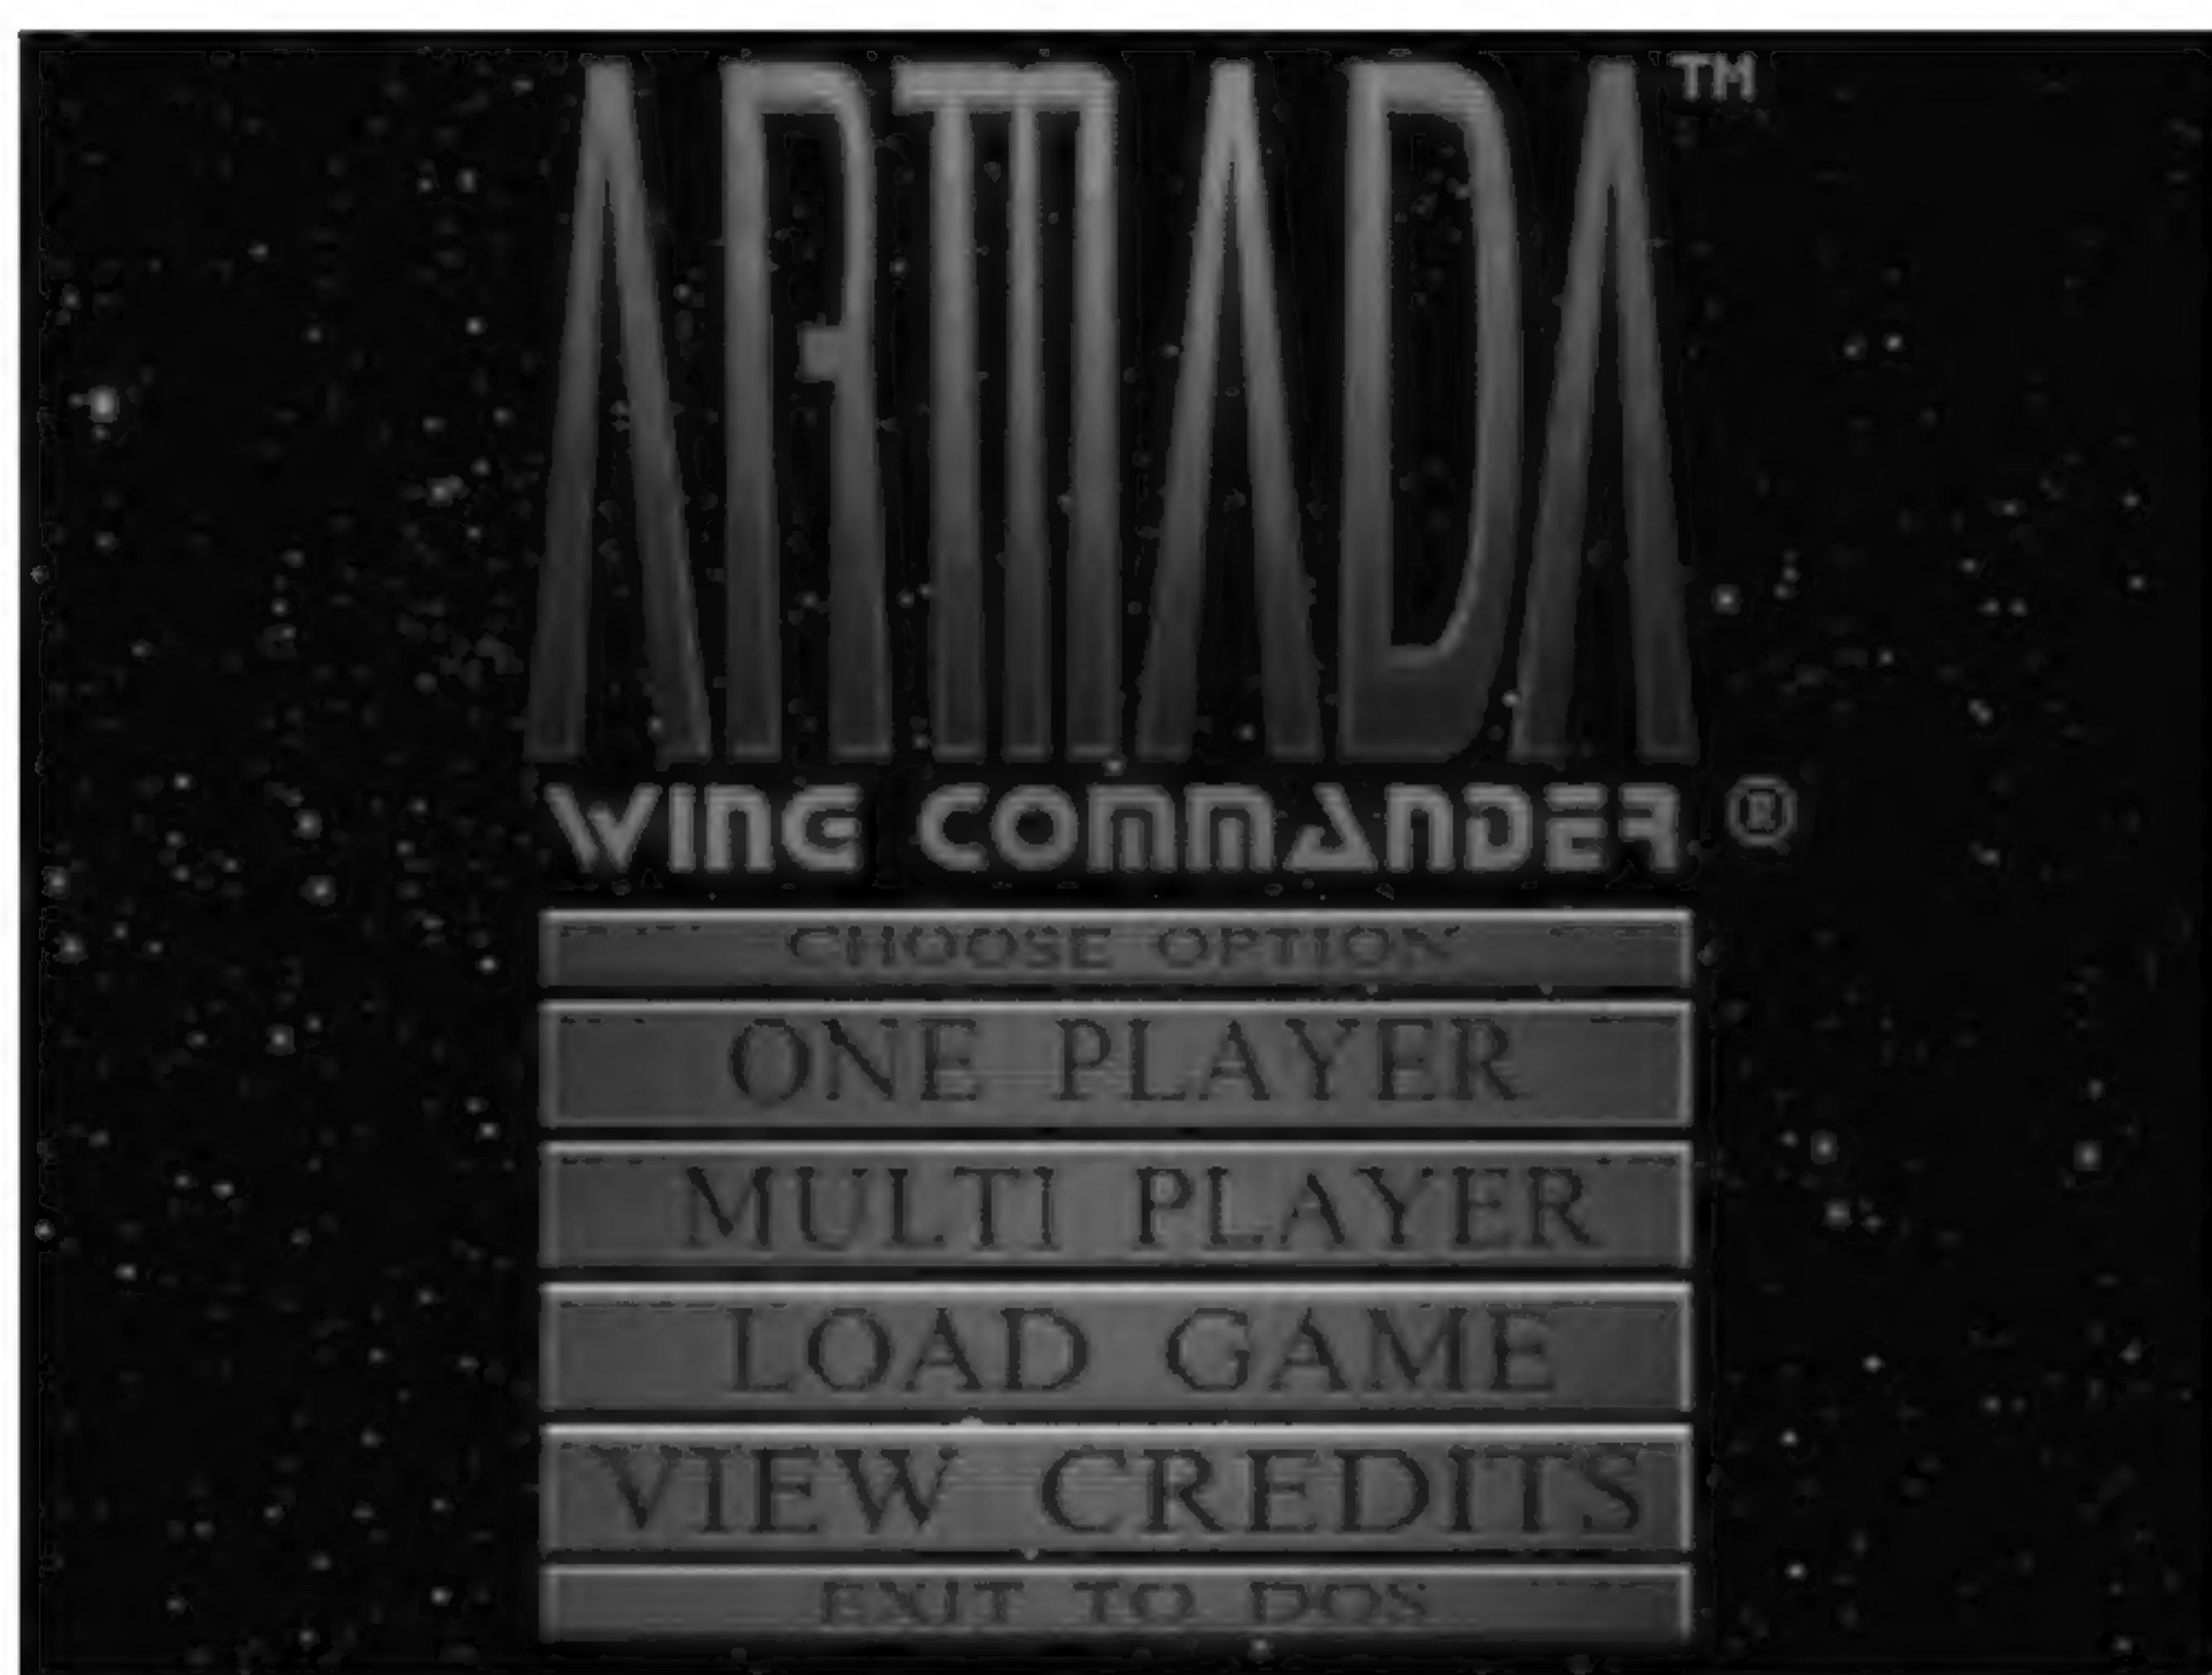 ARMADA™
WING COMMANDER ®
CHOOSE OPTION
ONE PLAYER
MULTI PLAYER
LOAD GAME
VIEW CREDITS
EXIT TO DOS